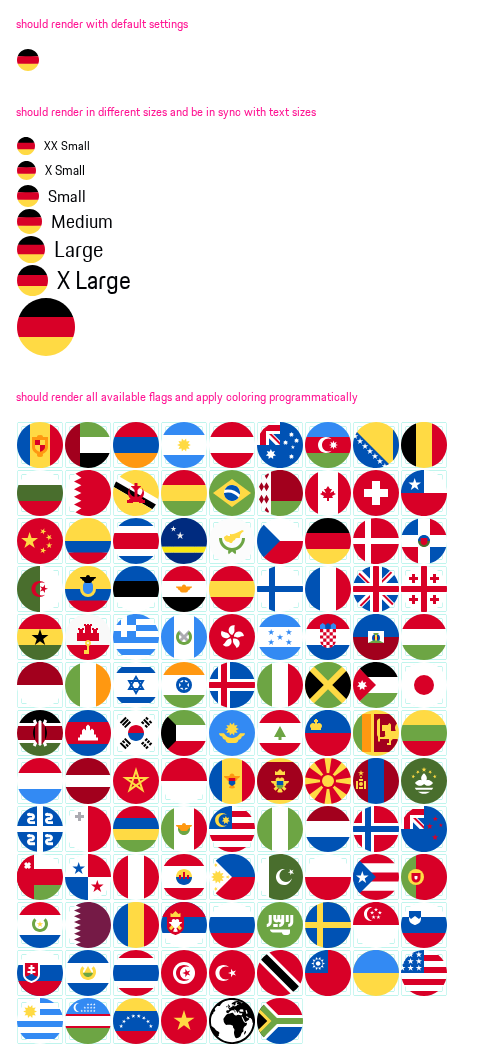 should render with default settings
should render in different sizes and be in sync with text sizes
XX Small
X Small
Small
Medium
Large
X Large
should render all available flags and apply coloring programmatically